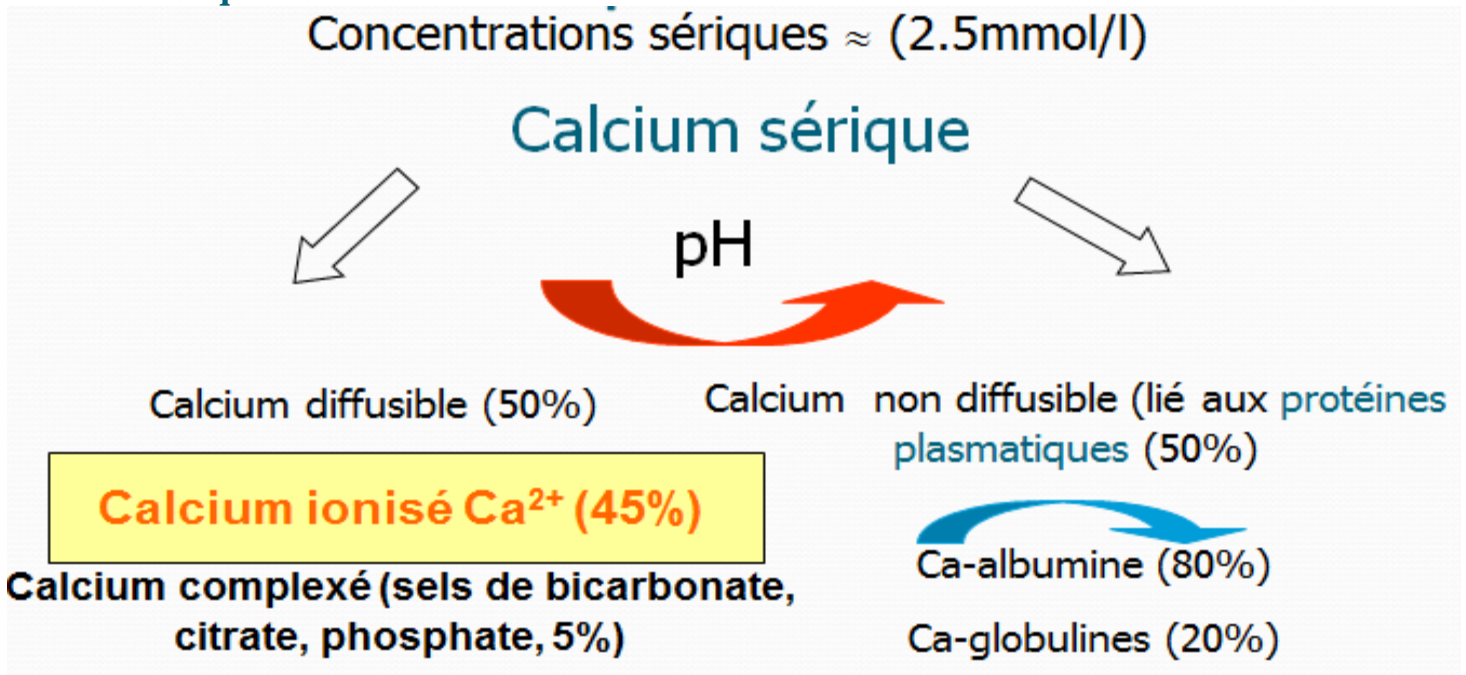 Concentrations sériques ≈ (2.5mmol/l)
Calcium sérique
pH
Calcium diffusible (50%)
Calcium ionisé Ca²⁺ (45%)
Calcium complexé (sels de bicarbonate,
citrate, phosphate, 5%)
Calcium non diffusible (lié aux protéines
plasmatiques (50%)
Ca-albumine (80%)
Ca-globulines (20%)